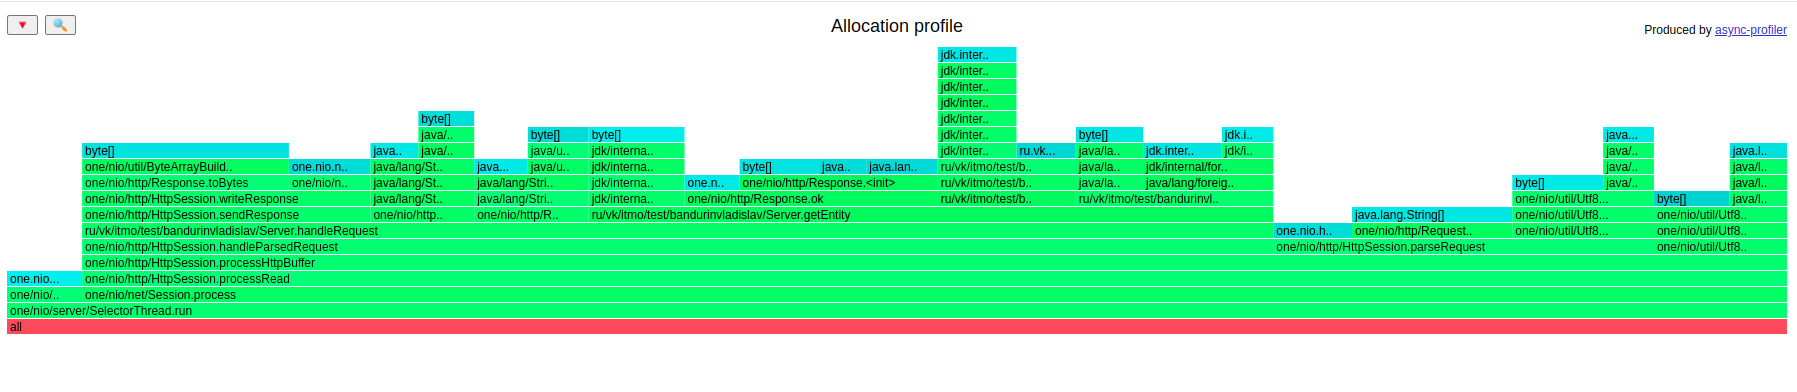 🔻 🔍 Allocation profile Produced by async-profiler
jdk.inter..
jdk/inter..
jdk/inter..
jdk/inter..
byte[] jdk/inter..
java/.. byte[] byte[] jdk/inter.. byte[] jdk.i.. java...
byte[] java.. java/.. java/u.. jdk/interna.. jdk/inter.. ru.vk... java/la.. jdk.inter.. jdk/i.. java/.. java.l..
one/nio/util/ByteArrayBuild.. one.nio.n.. java/lang/St.. java... java/u.. jdk/interna.. byte[] java.. java.lan.. ru/vk/itmo/test/b.. java/la.. jdk/internal/for.. java/.. java/l..
one/nio/http/Response.toBytes one/nio/n.. java/lang/St.. java/lang/Stri.. jdk/interna.. one.n.. one/nio/http/Response.<init> ru/vk/itmo/test/b.. java/la.. java/lang/foreig.. byte[] java/.. java/l..
one/nio/http/HttpSession.writeResponse java/lang/St.. java/lang/Stri.. jdk/interna.. one/nio/http/Response.ok ru/vk/itmo/test/b.. ru/vk/itmo/test/bandurinvl.. one/nio/util/Utf8... byte[] java/l..
one/nio/http/HttpSession.sendResponse one/nio/http.. one/nio/http/R.. ru/vk/itmo/test/bandurinvladislav/Server.getEntity java.lang.String[] one/nio/util/Utf8... one/nio/util/Utf8..
ru/vk/itmo/test/bandurinvladislav/Server.handleRequest one.nio.h.. one/nio/http/Request.. one/nio/util/Utf8... one/nio/util/Utf8..
one/nio/http/HttpSession.handleParsedRequest one/nio/http/HttpSession.parseRequest one/nio/util/Utf8..
one/nio/http/HttpSession.processHttpBuffer
one.nio... one/nio/http/HttpSession.processRead
one/nio/.. one/nio/net/Session.process
one/nio/server/SelectorThread.run
all